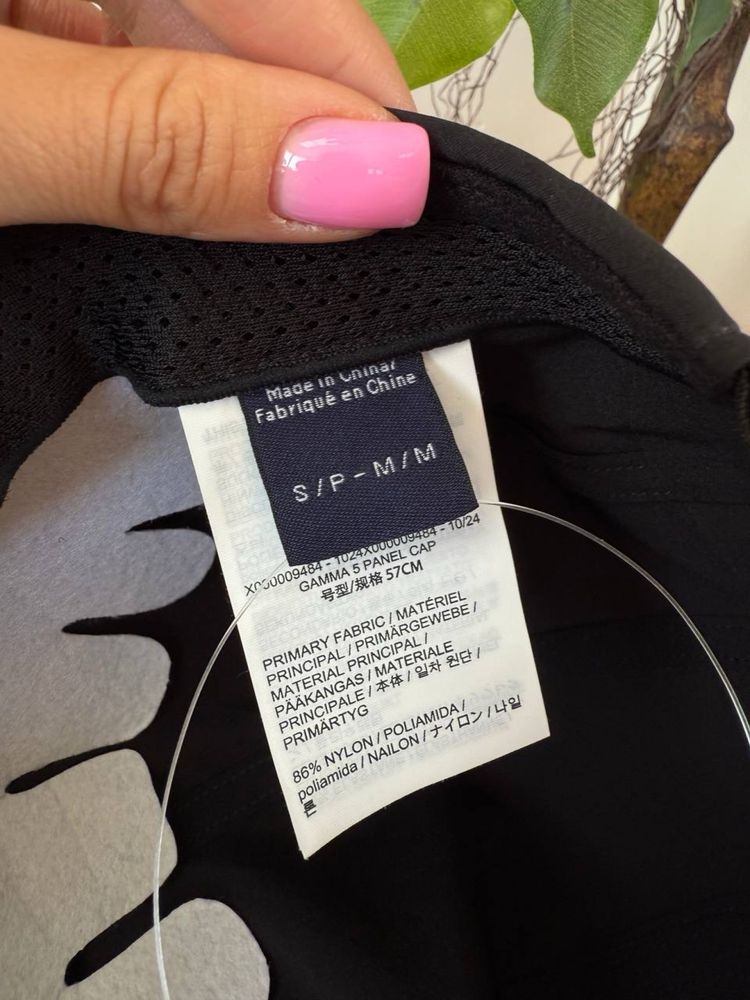 Made in China/
Fabriqué en Chine
S/P - M/M
X000009484 - 1024X000009484 - 10/24
GAMMA 5 PANEL CAP
号型/规格 57CM
PRIMARY FABRIC / MATÉRIEL
PRINCIPAL / PRIMÄRGEWEBE /
MATERIAL PRINCIPAL /
PÄÄKANGAS / MATERIALE
PRINCIPALE / 本体 / 일차 원단 /
PRIMÄRTYG
86% NYLON / POLIAMIDA /
poliamida / NAILON / ナイロン / 나일
론